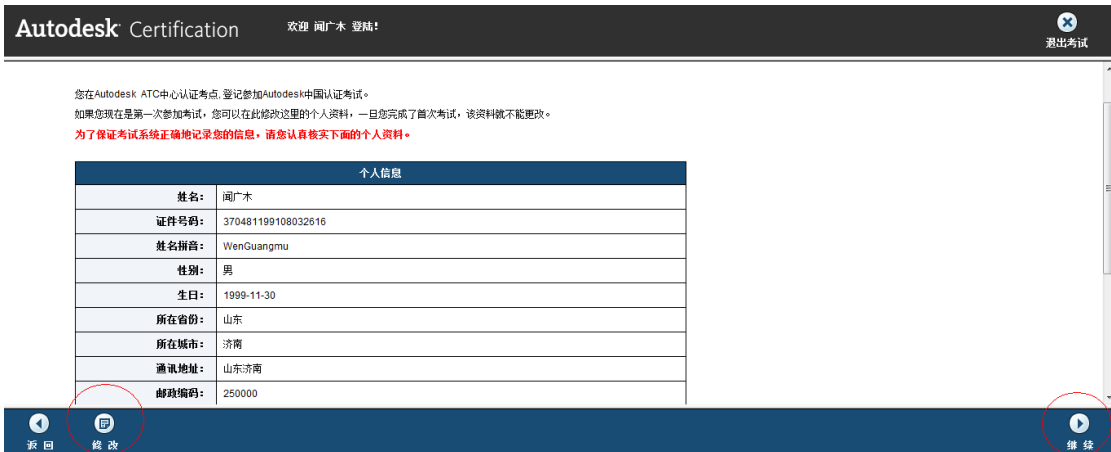 Autodesk Certification
欢迎 闻广木 登陆!
退出考试
您在Autodesk ATC中心认证考点,登记参加Autodesk中国认证考试。
如果您现在是第一次参加考试，您可以在此修改这里的个人资料，一旦您完成了首次考试，该资料就不能更改。
为了保证考试系统正确地记录您的信息，请您认真核实下面的个人资料。
个人信息
姓名： 闻广木
证件号码： 370481199108032616
姓名拼音： WenGuangmu
性别： 男
生日： 1999-11-30
所在省份： 山东
所在城市： 济南
通讯地址： 山东济南
邮政编码： 250000
返 回
修 改
继 续